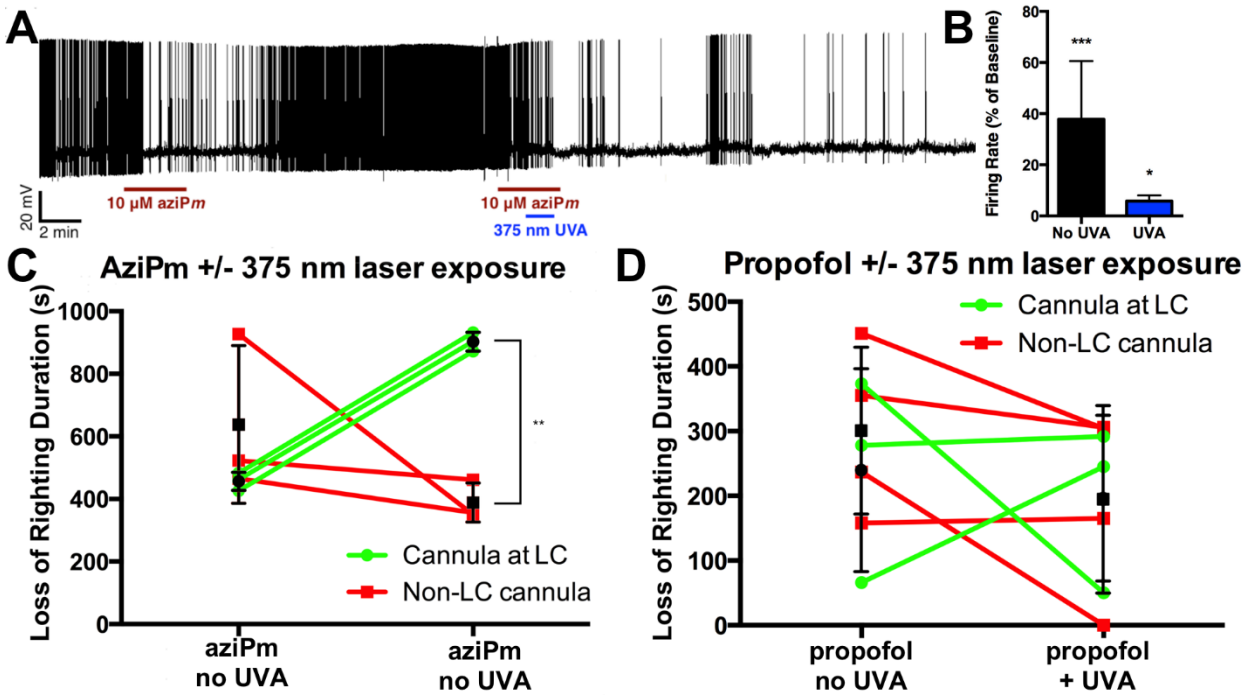 A
20 mV
2 min
10 µM aziPm
10 µM aziPm
375 nm UVA
B
Firing Rate (% of Baseline)
80
60
40
20
0
***
*
No UVA
UVA
C
AziPm +/- 375 nm laser exposure
Loss of Righting Duration (s)
1000
800
600
400
200
0
**
Cannula at LC
Non-LC cannula
aziPm
no UVA
aziPm
no UVA
D
Propofol +/- 375 nm laser exposure
Loss of Righting Duration (s)
500
400
300
200
100
0
Cannula at LC
Non-LC cannula
propofol
no UVA
propofol
+ UVA